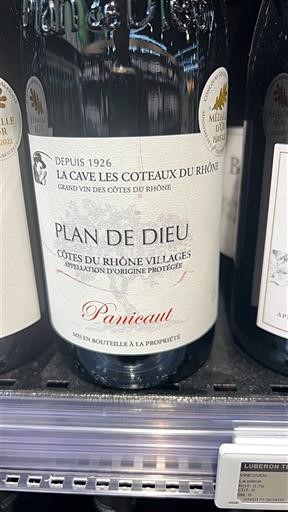 MÉDAILLE
D'OR
DEPUIS 1926
LA CAVE LES COTEAUX DU RHÔNE
GRAND VIN DES CÔTES DU RHÔNE
PLAN DE DIEU
CÔTES DU RHÔNE VILLAGES
APPELLATION D'ORIGINE PROTÉGÉE
Panicaut
MIS EN BOUTEILLE À LA PROPRIÉTÉ
LUBERON